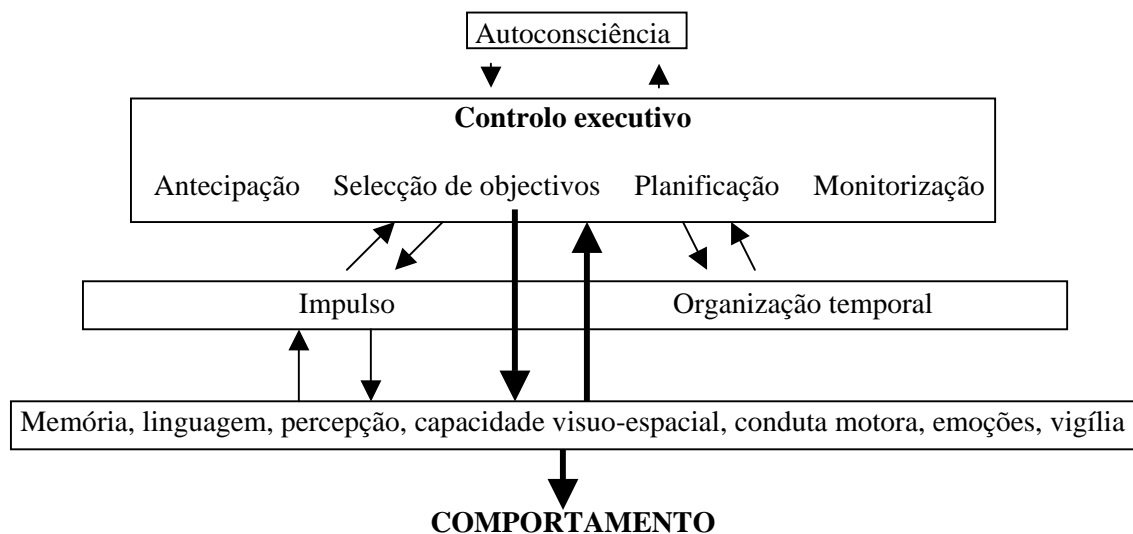 Autoconsciência
Controlo executivo
Antecipação Selecção de objectivos Planificação Monitorização
Impulso Organização temporal
Memória, linguagem, percepção, capacidade visuo-espacial, conduta motora, emoções, vigília
COMPORTAMENTO